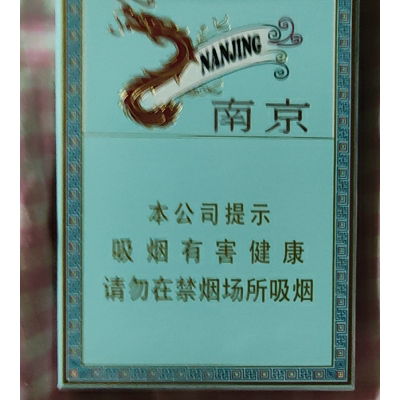 NANJING
南京
本公司提示
吸烟有害健康
请勿在禁烟场所吸烟